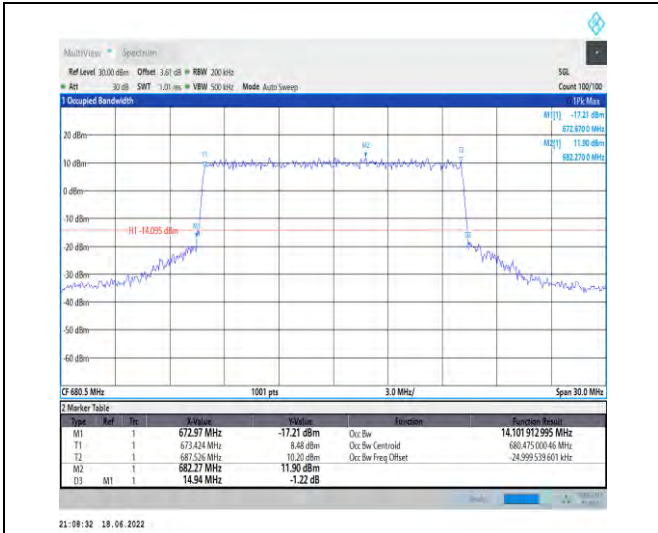 MultiView Spectrum
Ref Level 30.00 dBm Offset 3.61 dB RBW 200 kHz SGL
Att 30 dB SWT 1.01 ms VBW 500 kHz Mode Auto Sweep Count 100/100
1 Occupied Bandwidth 1Pk Max
M1[1] -17.21 dBm
672.9700 MHz
M2[1] 11.90 dBm
682.2700 MHz
20 dBm
M2
T1 T2
10 dBm
0 dBm
-10 dBm
H1 -14.095 dBm
M1
D3
-20 dBm
-30 dBm
-40 dBm
-50 dBm
-60 dBm
CF 680.5 MHz 1001 pts 3.0 MHz/ Span 30.0 MHz
2 Marker Table
Type Ref Trc X-Value Y-Value Function Function Result
M1 1 672.97 MHz -17.21 dBm Occ Bw 14.101 912 995 MHz
T1 1 673.424 MHz 8.48 dBm Occ Bw Centroid 680.475 000 46 MHz
T2 1 687.526 MHz 10.20 dBm Occ Bw Freq Offset -24.999 539 601 kHz
M2 1 682.27 MHz 11.90 dBm
D3 M1 1 14.94 MHz -1.22 dB
21:08:32 18.06.2022